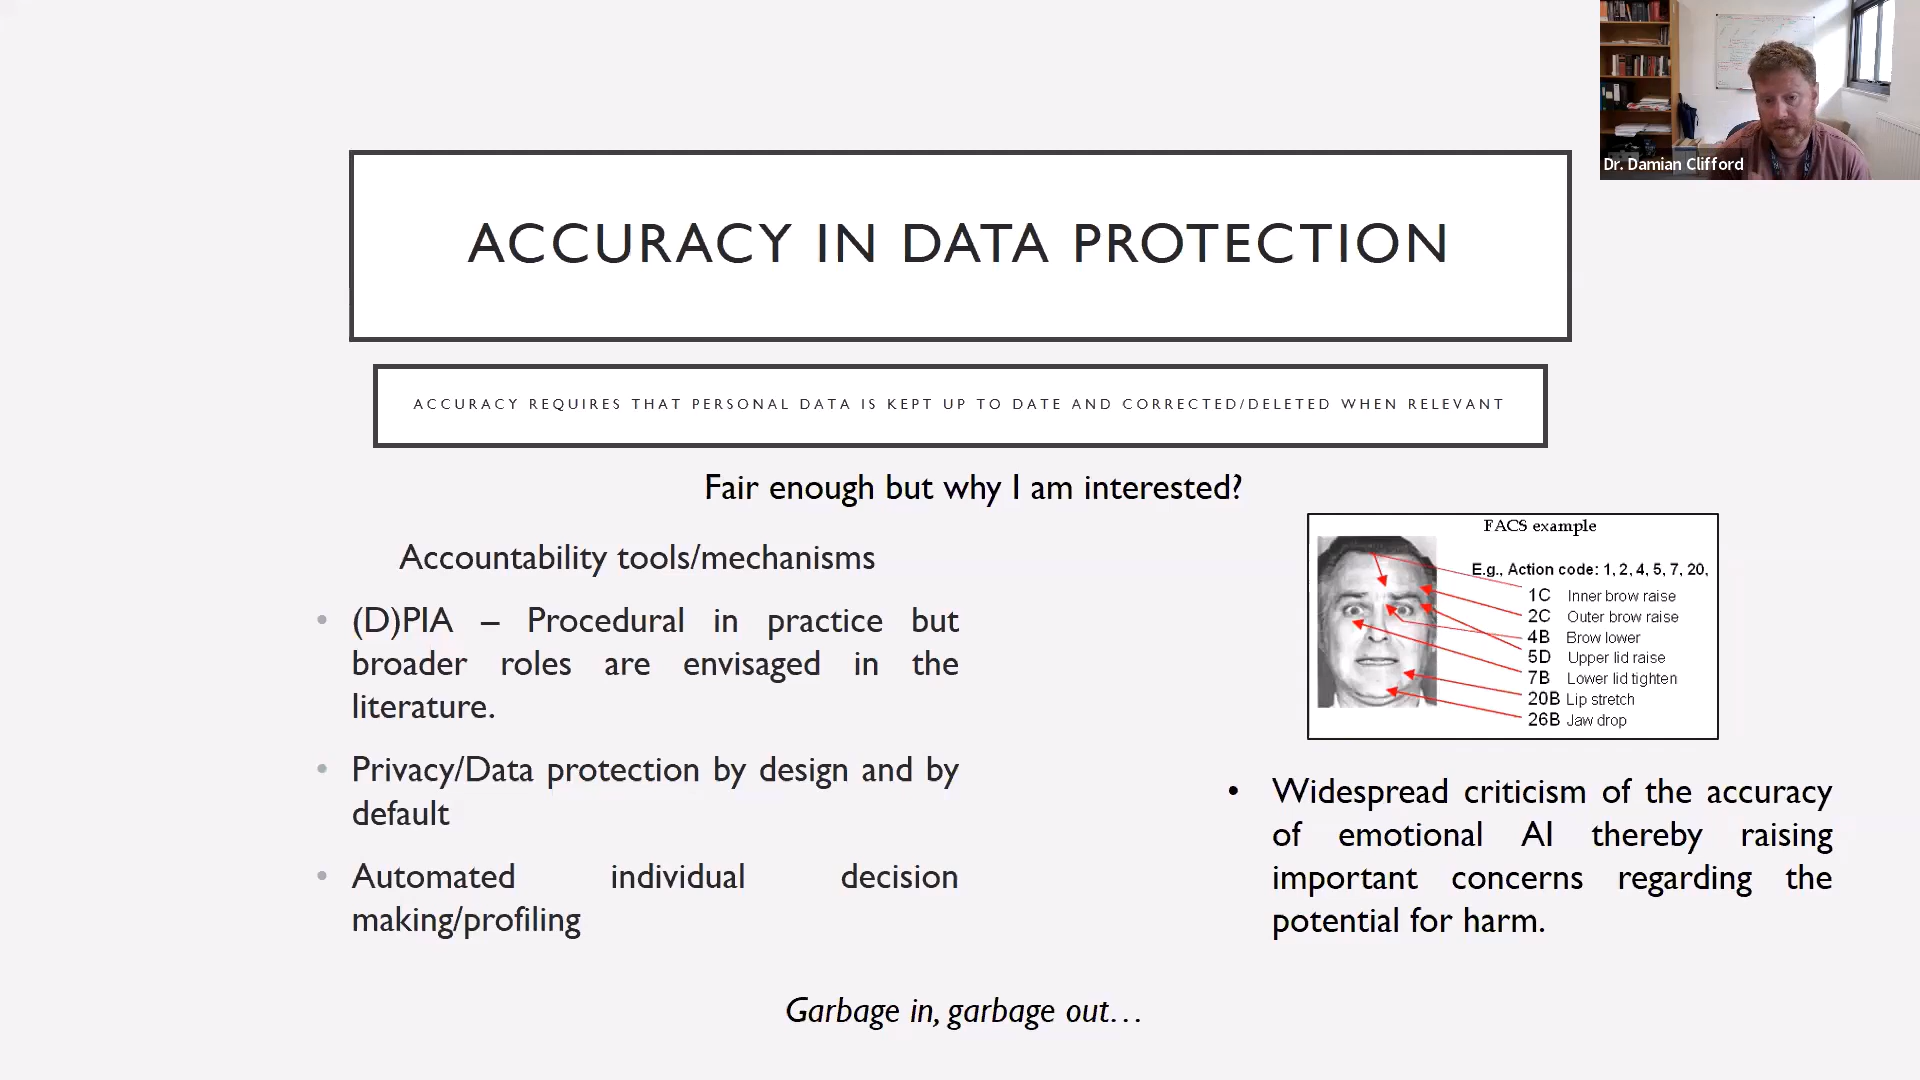 Dr. Damian Clifford
ACCURACY IN DATA PROTECTION
ACCURACY REQUIRES THAT PERSONAL DATA IS KEPT UP TO DATE AND CORRECTED/DELETED WHEN RELEVANT
Fair enough but why I am interested?
Accountability tools/mechanisms
• (D)PIA – Procedural in practice but
broader roles are envisaged in the
literature.
• Privacy/Data protection by design and by
default
• Automated individual decision
making/profiling
FACS example
E.g., Action code: 1, 2, 4, 5, 7, 20,
1C Inner brow raise
2C Outer brow raise
4B Brow lower
5D Upper lid raise
7B Lower lid tighten
20B Lip stretch
26B Jaw drop
• Widespread criticism of the accuracy
of emotional AI thereby raising
important concerns regarding the
potential for harm.
Garbage in, garbage out…